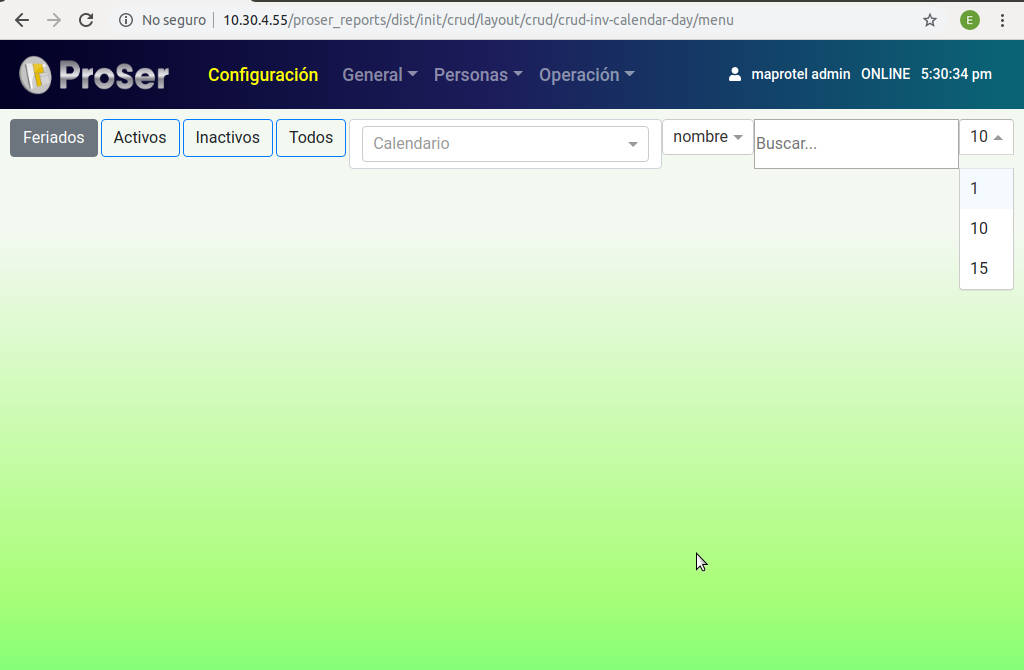 No seguro 10.30.4.55/proser_reports/dist/init/crud/layout/crud/crud-inv-calendar-day/menu E
ProSer Configuración General Personas Operación maprotel admin ONLINE 5:30:34 pm
Feriados Activos Inactivos Todos Calendario nombre Buscar... 10
1
10
15